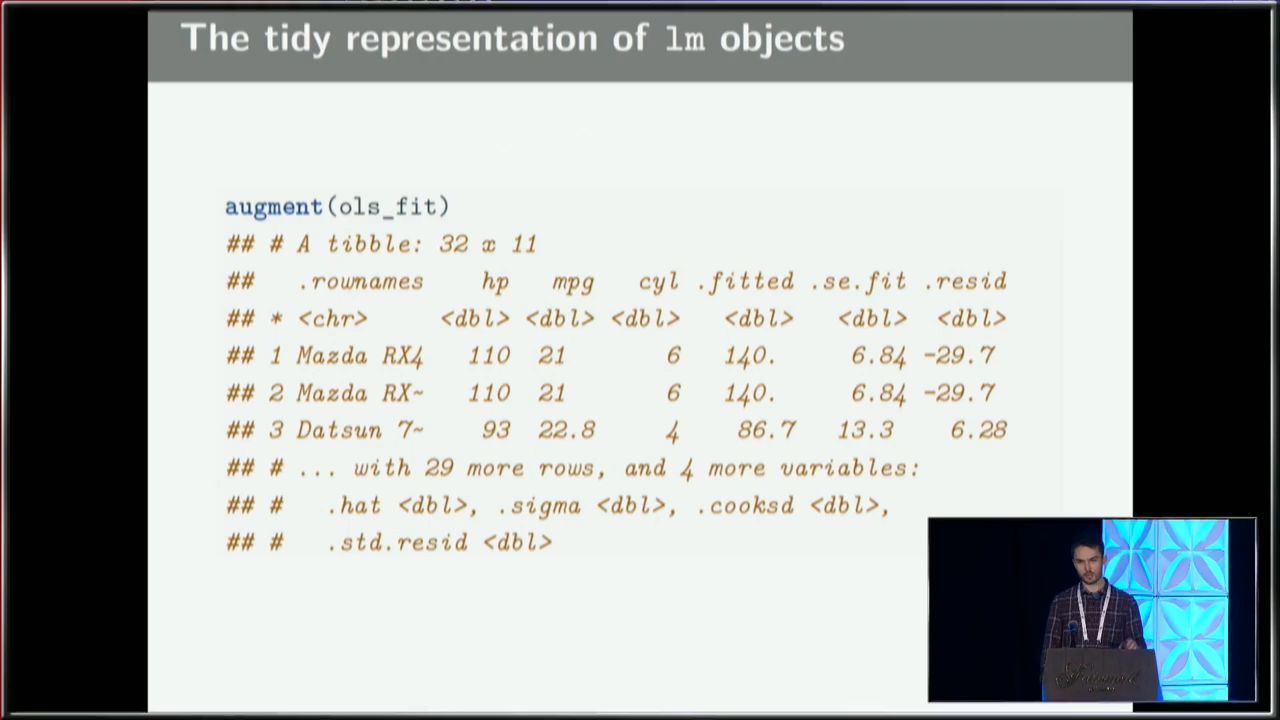 The tidy representation of lm objects
augment(ols_fit)
## # A tibble: 32 x 11
##   .rownames    hp   mpg   cyl .fitted .se.fit .resid
## * <chr>     <dbl> <dbl> <dbl>   <dbl>   <dbl>  <dbl>
## 1 Mazda RX4   110  21       6   140.     6.84 -29.7
## 2 Mazda RX~   110  21       6   140.     6.84 -29.7
## 3 Datsun 7~    93  22.8     4    86.7   13.3    6.28
## # ... with 29 more rows, and 4 more variables:
## #   .hat <dbl>, .sigma <dbl>, .cooksd <dbl>,
## #   .std.resid <dbl>